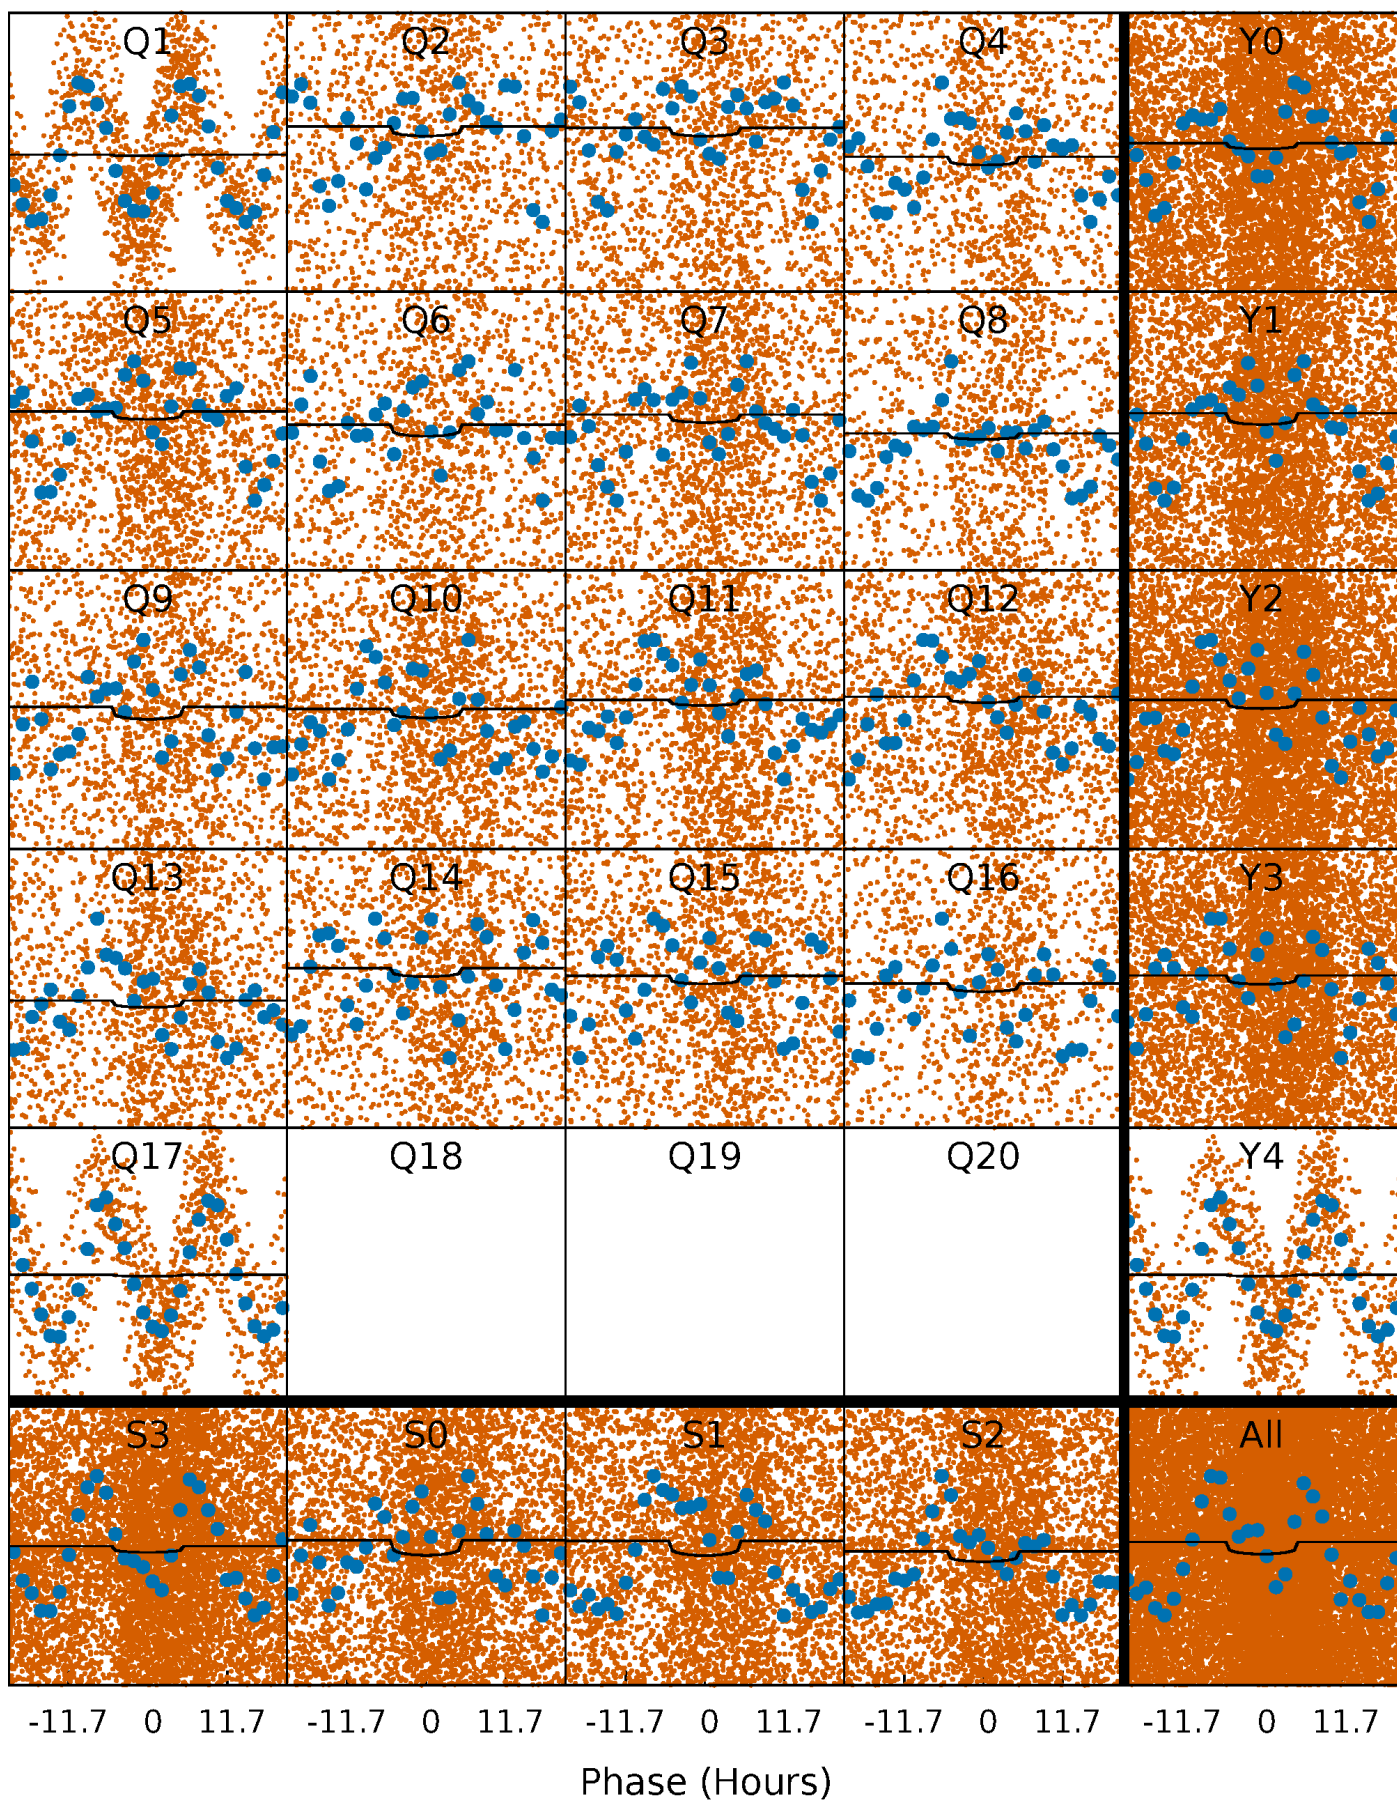 Q1 Q2 Q3 Q4 Y0
Q5 Q6 Q7 Q8 Y1
Q9 Q10 Q11 Q12 Y2
Q13 Q14 Q15 Q16 Y3
Q17 Q18 Q19 Q20 Y4
S3 S0 S1 S2 All
-11.7 0 11.7 -11.7 0 11.7 -11.7 0 11.7 -11.7 0 11.7 -11.7 0 11.7
Phase (Hours)